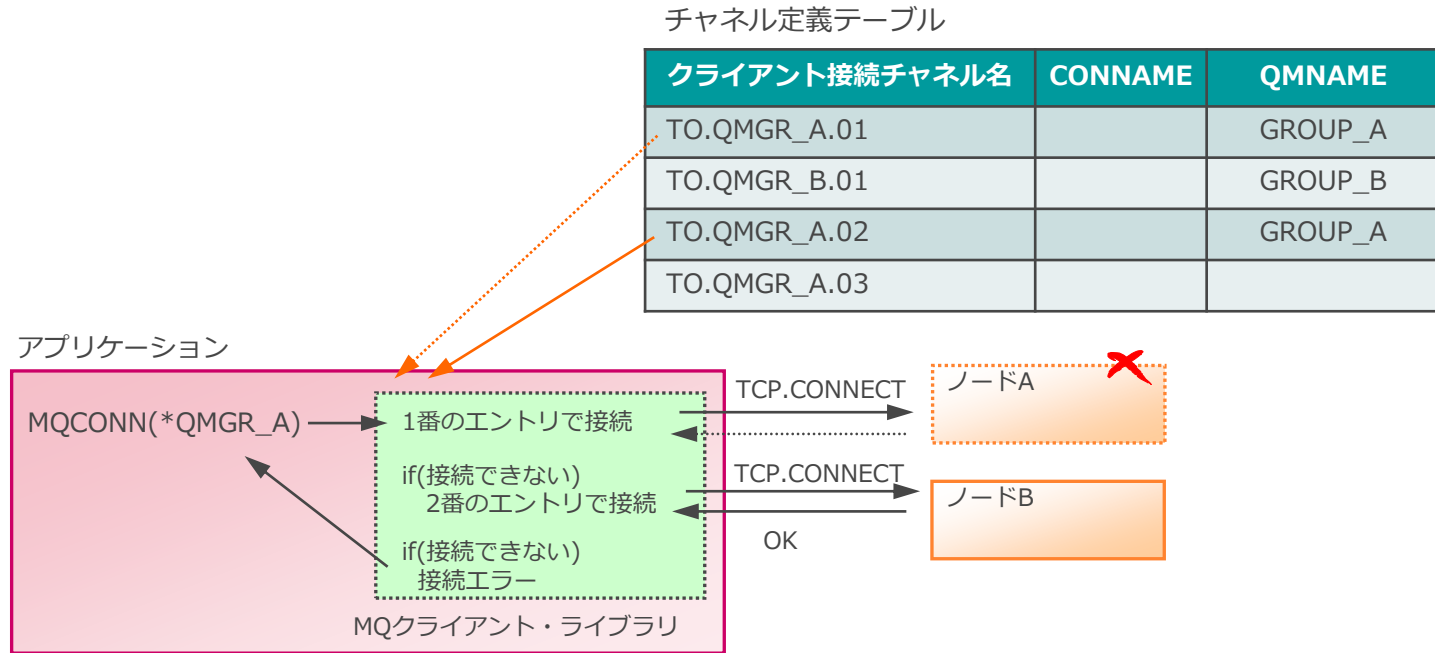 チャネル定義テーブル
クライアント接続チャネル名 CONNAME QMNAME
TO.QMGR_A.01 GROUP_A
TO.QMGR_B.01 GROUP_B
TO.QMGR_A.02 GROUP_A
TO.QMGR_A.03
アプリケーション
MQCONN(*QMGR_A)
1番のエントリで接続
if(接続できない)
2番のエントリで接続
if(接続できない)
接続エラー
MQクライアント・ライブラリ
TCP.CONNECT
ノードA
TCP.CONNECT
ノードB
OK